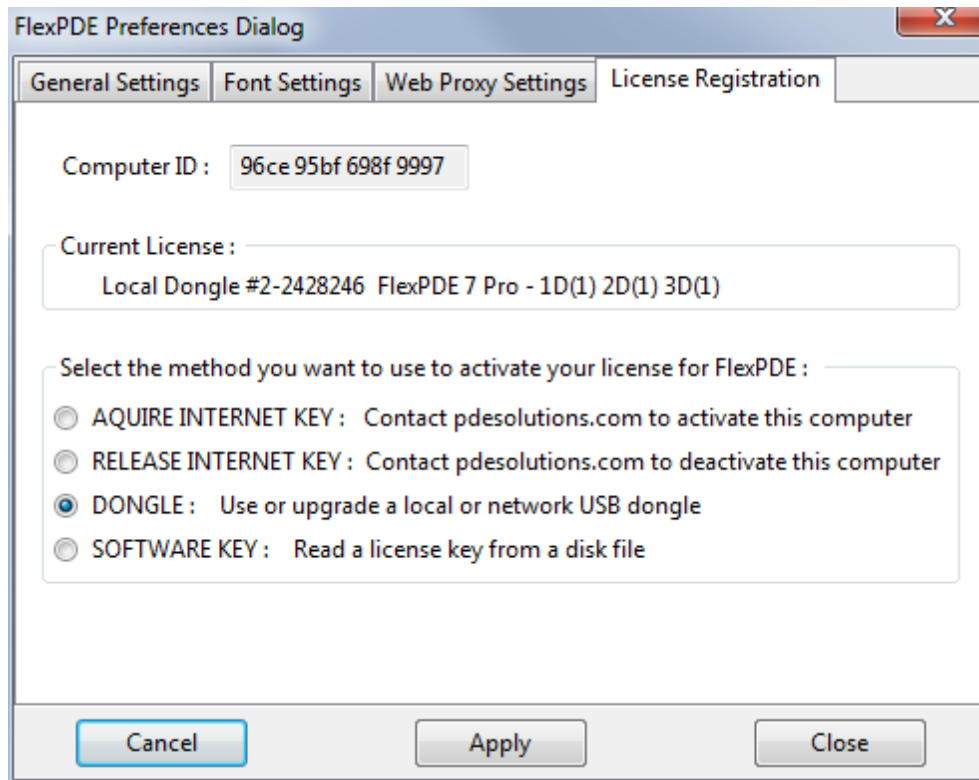 FlexPDE Preferences Dialog
General Settings Font Settings Web Proxy Settings License Registration
Computer ID : 96ce 95bf 698f 9997
Current License :
Local Dongle #2-2428246 FlexPDE 7 Pro - 1D(1) 2D(1) 3D(1)
Select the method you want to use to activate your license for FlexPDE :
AQUIRE INTERNET KEY : Contact pdesolutions.com to activate this computer
RELEASE INTERNET KEY : Contact pdesolutions.com to deactivate this computer
DONGLE : Use or upgrade a local or network USB dongle
SOFTWARE KEY : Read a license key from a disk file
Cancel Apply Close